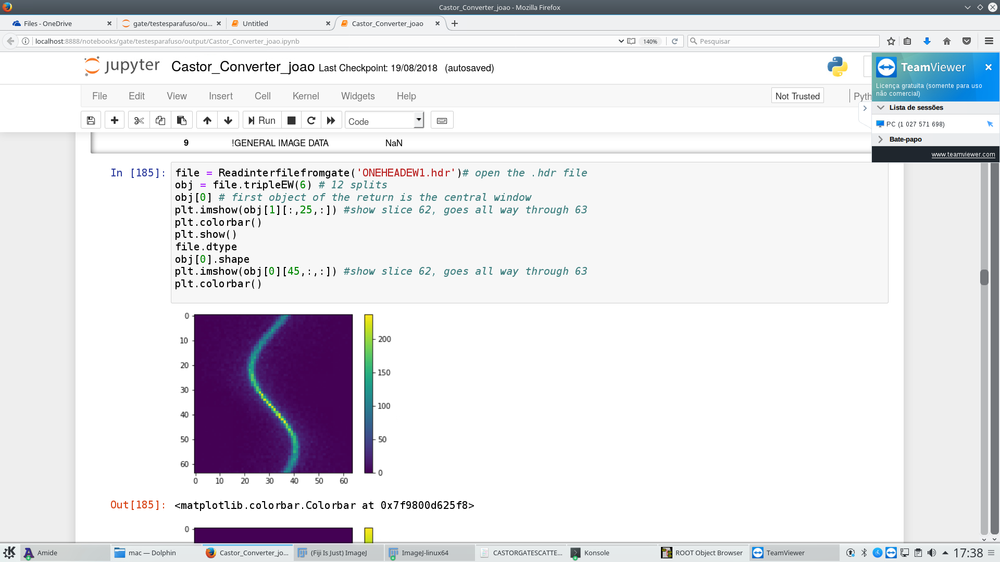 Castor_Converter_joao - Mozilla Firefox
Files - OneDrive
gate/testesparafuso/ou...
Untitled
Castor_Converter_joao
localhost:8888/notebooks/gate/testesparafuso/output/Castor_Converter_joao.ipynb
140%
Pesquisar
jupyter Castor_Converter_joao Last Checkpoint: 19/08/2018 (autosaved)
TeamViewer
Licença gratuita (somente para uso
não comercial)
Lista de sessões
PC (1 027 571 698)
Bate-papo
www.teamviewer.com
File Edit View Insert Cell Kernel Widgets Help
Not Trusted
Pyth
Run
Code
9 !GENERAL IMAGE DATA NaN
In [185]:
file = Readinterfilefromgate('ONEHEADEW1.hdr')# open the .hdr file
obj = file.tripleEW(6) # 12 splits
obj[0] # first object of the return is the central window
plt.imshow(obj[1][:,25,:]) #show slice 62, goes all way through 63
plt.colorbar()
plt.show()
file.dtype
obj[0].shape
plt.imshow(obj[0][45,:,:]) #show slice 62, goes all way through 63
plt.colorbar()
0
10
20
30
40
50
60
0 10 20 30 40 50 60
200
150
100
50
0
Out[185]: <matplotlib.colorbar.Colorbar at 0x7f9800d625f8>
0
Amide
mac — Dolphin
Castor_Converter_jo...
(Fiji Is Just) ImageJ
ImageJ-linux64
CASTORGATESCATTE...
Konsole
ROOT Object Browser
TeamViewer
17:38